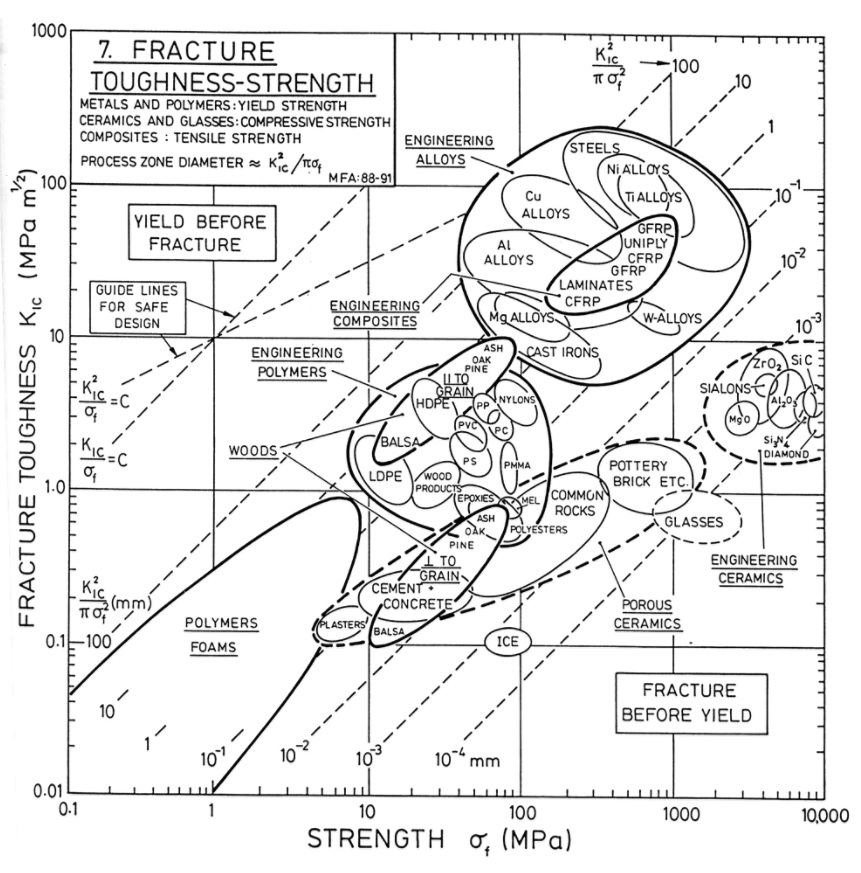 7. FRACTURE
TOUGHNESS-STRENGTH
METALS AND POLYMERS: YIELD STRENGTH
CERAMICS AND GLASSES: COMPRESSIVE STRENGTH
COMPOSITES : TENSILE STRENGTH
PROCESS ZONE DIAMETER ≈ K²IC/πσf
MFA:88-91
K²IC/πσ²f → 100
10
1
10⁻¹
10⁻²
10⁻³
1000
100
10
1.0
0.1
0.01
FRACTURE TOUGHNESS KIC (MPa m^1/2)
YIELD BEFORE
FRACTURE
GUIDE LINES
FOR SAFE
DESIGN
K²IC/σf = C
KIC/σf = C
ENGINEERING
ALLOYS
STEELS
Ni ALLOYS
Ti ALLOYS
Cu
ALLOYS
Al
ALLOYS
GFRP
UNIPLY
CFRP
GFRP
LAMINATES
CFRP
ENGINEERING
COMPOSITES
Mg ALLOYS
W-ALLOYS
CAST IRONS
ENGINEERING
POLYMERS
ASH
OAK
PINE
|| TO
GRAIN
HDPE
PP
NYLONS
PVC
PC
BALSA
WOODS
LDPE
PS
PMMA
WOOD
PRODUCTS
EPOXIES
MEL
POLYESTERS
ASH
OAK
PINE
⊥ TO
GRAIN
COMMON
ROCKS
POTTERY
BRICK ETC.
GLASSES
CEMENT +
CONCRETE
PLASTERS
BALSA
ICE
POROUS
CERAMICS
ZrO₂
SiC
SIALONS
Al₂O₃
MgO
Si₃N₄
DIAMOND
ENGINEERING
CERAMICS
K²IC/πσ²f (mm)
100
10
1
10⁻¹
10⁻²
10⁻³
10⁻⁴ mm
POLYMERS
FOAMS
FRACTURE
BEFORE YIELD
0.1
1
10
100
1000
10,000
STRENGTH σf (MPa)